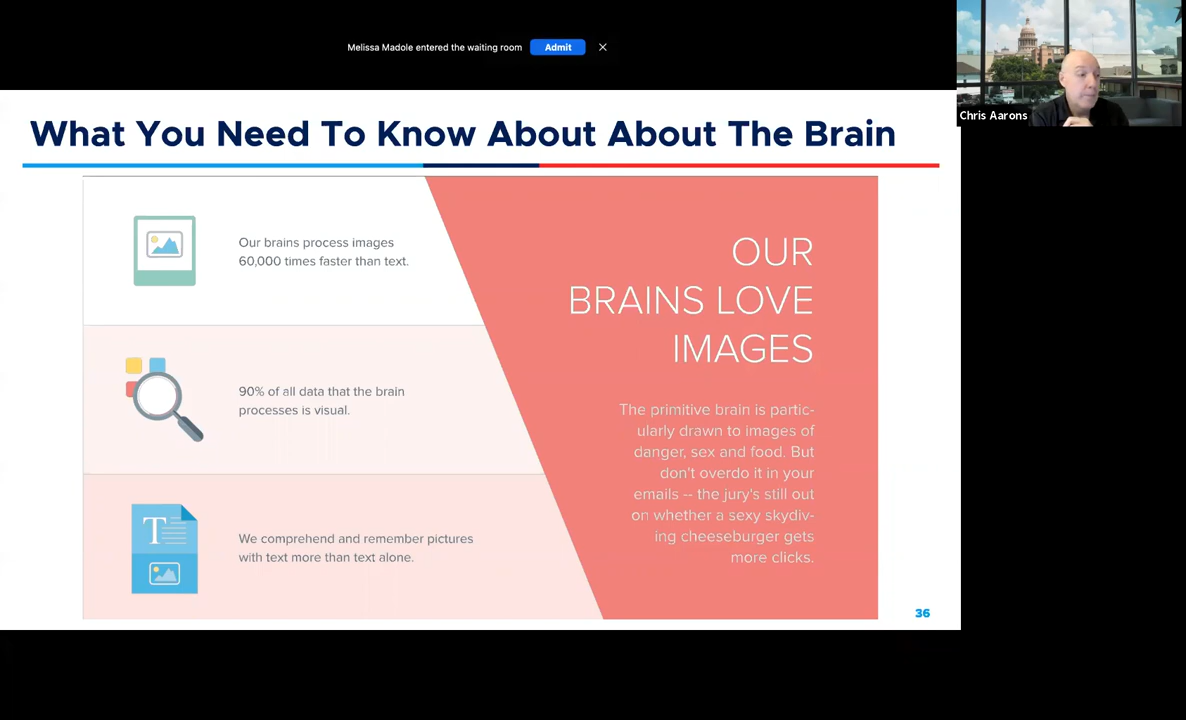 Melissa Madole entered the waiting room
Admit
Chris Aarons
What You Need To Know About About The Brain
Our brains process images
60,000 times faster than text.
90% of all data that the brain
processes is visual.
T
We comprehend and remember pictures
with text more than text alone.
OUR
BRAINS LOVE
IMAGES
The primitive brain is partic-
ularly drawn to images of
danger, sex and food. But
don't overdo it in your
emails -- the jury's still out
on whether a sexy skydiv-
ing cheeseburger gets
more clicks.
36